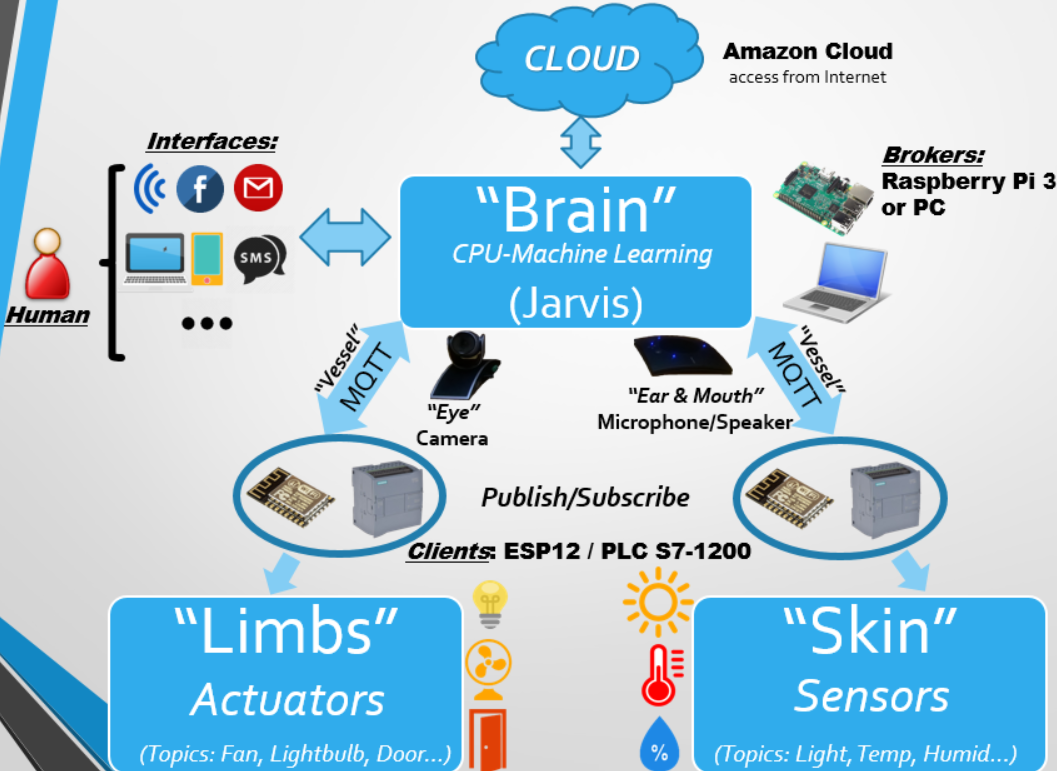 CLOUD
Amazon Cloud
access from Internet
Interfaces:
f
SMS
Human
“Brain”
CPU-Machine Learning
(Jarvis)
Brokers:
Raspberry Pi 3
or PC
“Vessel”
MQTT
“Eye”
Camera
“Ear & Mouth”
Microphone/Speaker
“Vessel”
MQTT
Publish/Subscribe
Clients: ESP12 / PLC S7-1200
“Limbs”
Actuators
(Topics: Fan, Lightbulb, Door...)
%
“Skin”
Sensors
(Topics: Light, Temp, Humid...)